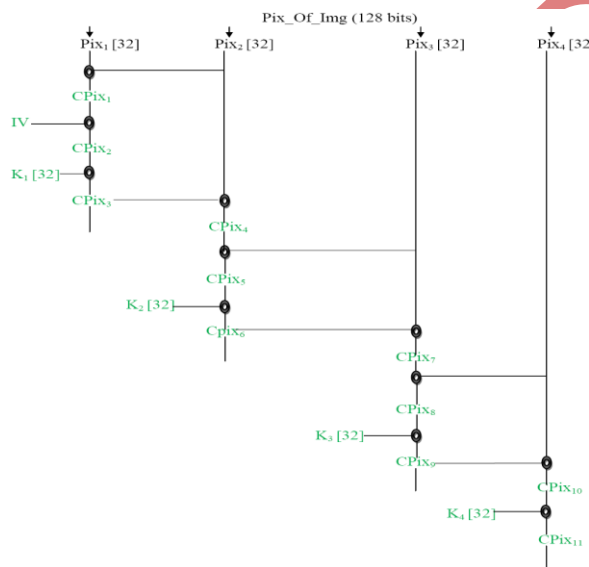 Pix_Of_Img (128 bits)
Pix₁ [32] Pix₂ [32] Pix₃ [32] Pix₄ [32
CPix₁
IV
CPix₂
K₁ [32]
CPix₃
CPix₄
CPix₅
K₂ [32]
Cpix₆
CPix₇
CPix₈
K₃ [32]
CPix₉
CPix₁₀
K₄ [32]
CPix₁₁